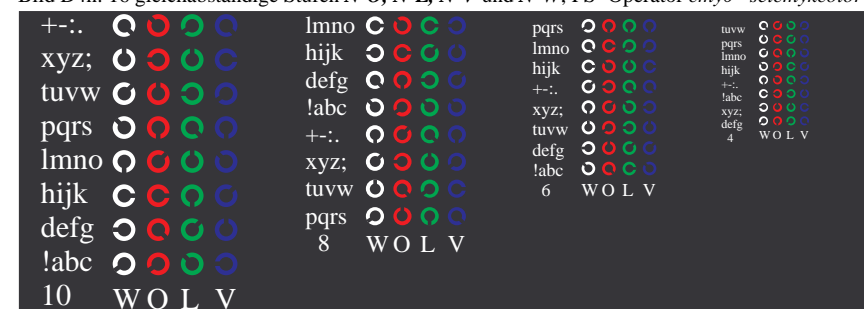 +-:.
xyz;
tuvw
pqrs
lmno
hijk
defg
!abc
10 W O L V
lmno
hijk
defg
!abc
+-:.
xyz;
tuvw
pqrs
8 W O L V
pqrs
lmno
hijk
+-:.
xyz;
tuvw
defg
!abc
6 W O L V
tuvw
pqrs
lmno
hijk
+-:.
!abc
xyz;
defg
4 W O L V